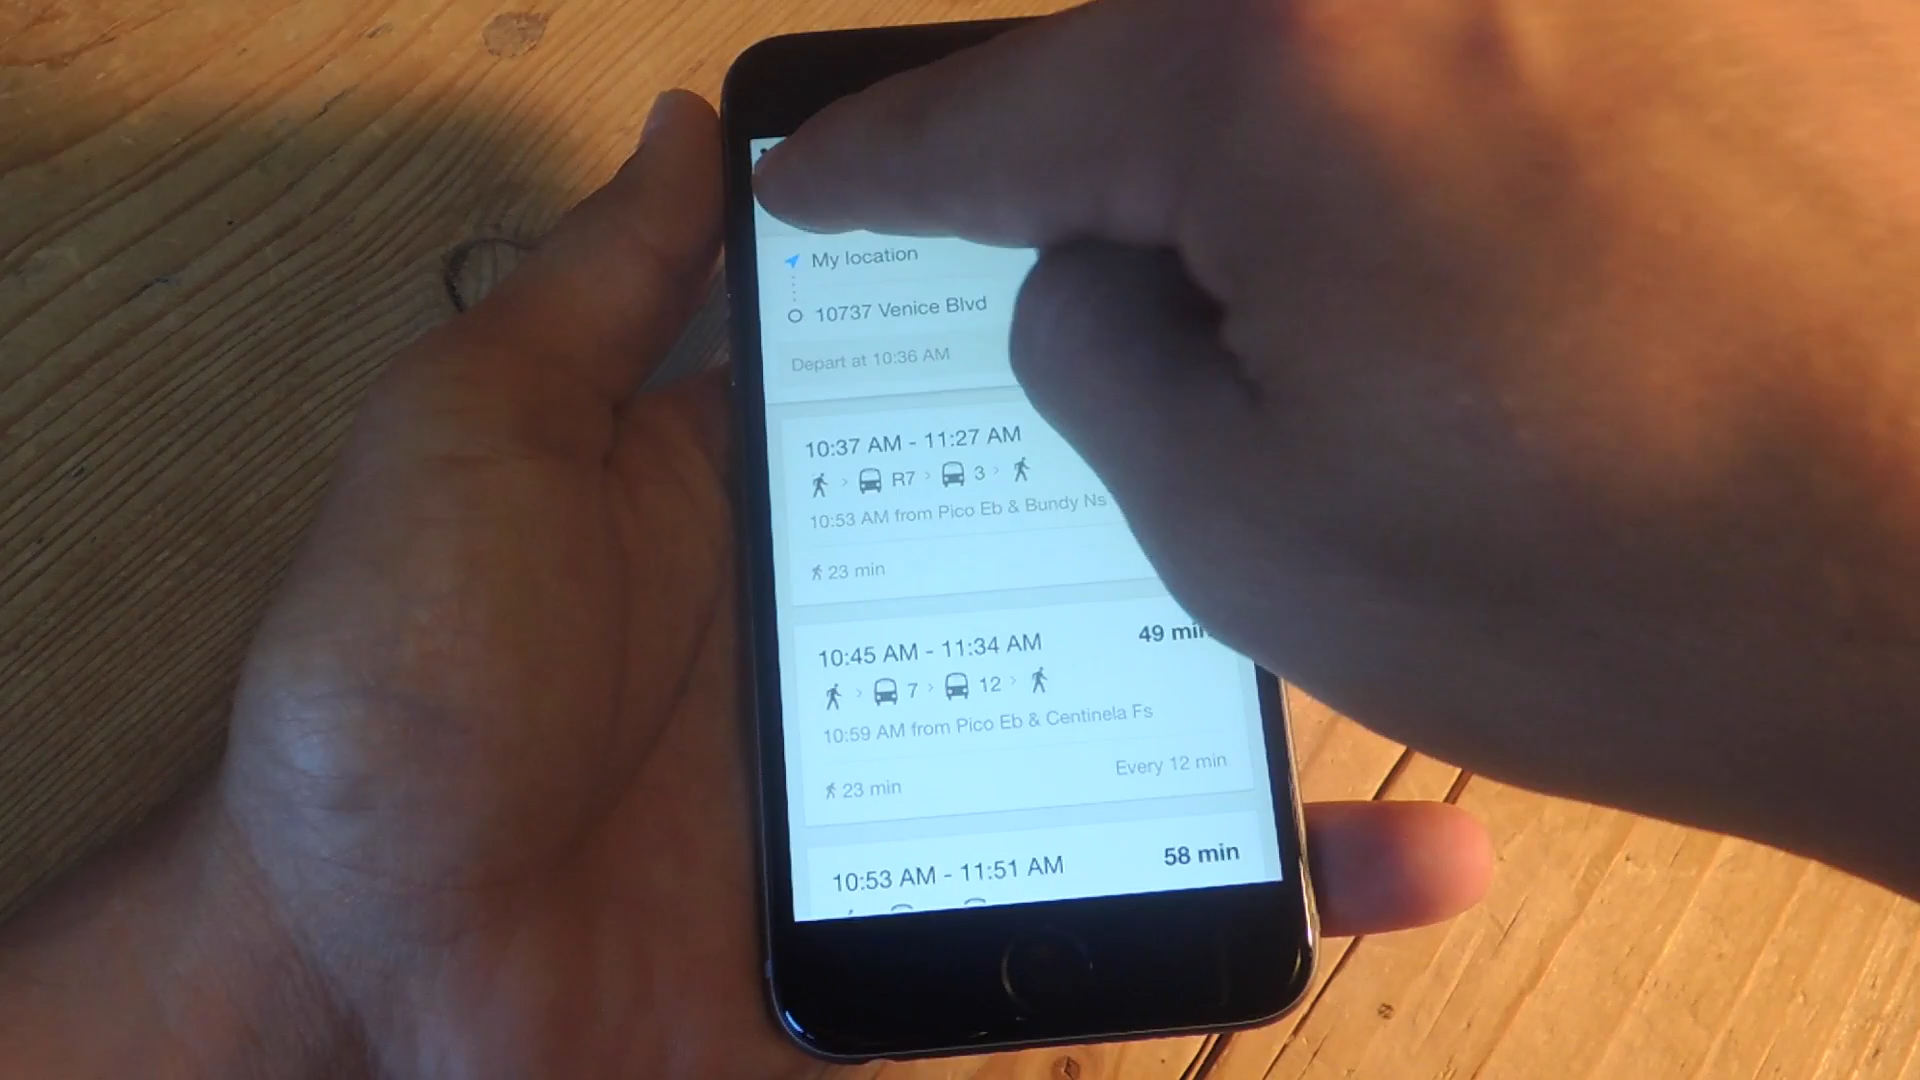 My location
10737 Venice Blvd
Depart at 10:36 AM
10:37 AM - 11:27 AM
R7 3
10:53 AM from Pico Eb & Bundy Ns
23 min
10:45 AM - 11:34 AM 49 min
7 12
10:59 AM from Pico Eb & Centinela Fs
Every 12 min
23 min
10:53 AM - 11:51 AM 58 min